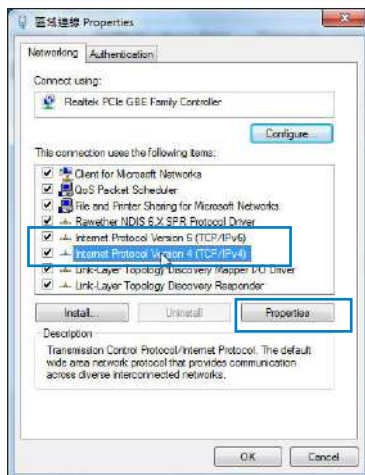 區域連線 Properties
Networking Authentication
Connect using:
Realtek PCIe GBE Family Controller
Configure...
This connection uses the following items:
Client for Microsoft Networks
QoS Packet Scheduler
File and Printer Sharing for Microsoft Networks
Rawether NDIS 6.X SPR Protocol Driver
Internet Protocol Version 6 (TCP/IPv6)
Internet Protocol Version 4 (TCP/IPv4)
Link-Layer Topology Discovery Mapper I/O Driver
Link-Layer Topology Discovery Responder
Install... Uninstall Properties
Description
Transmission Control Protocol/Internet Protocol. The default
wide area network protocol that provides communication
across diverse interconnected networks.
OK Cancel